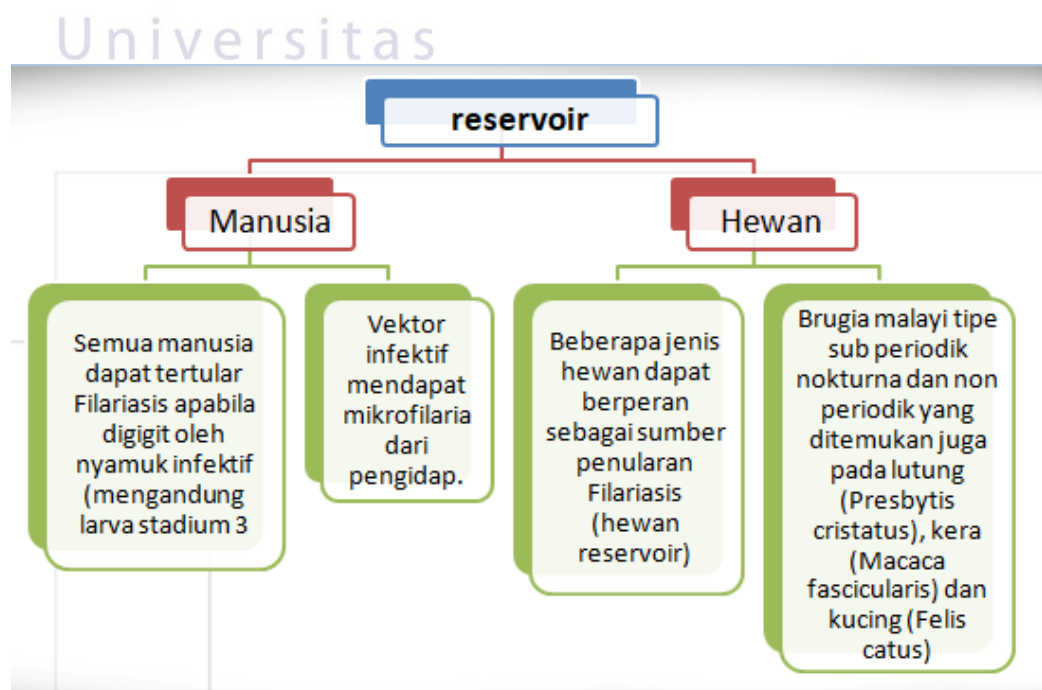 Universitas
reservoir
Manusia
Hewan
Semua manusia
dapat tertular
Filariasis apabila
digigit oleh
nyamuk infektif
(mengandung
larva stadium 3
Vektor
infektif
mendapat
mikrofilaria
dari
pengidap.
Beberapa jenis
hewan dapat
berperan
sebagai sumber
penularan
Filariasis
(hewan
reservoir)
Brugia malayi tipe
sub periodik
nokturna dan non
periodik yang
ditemukan juga
pada lutung
(Presbytis
cristatus), kera
(Macaca
fascicularis) dan
kucing (Felis
catus)